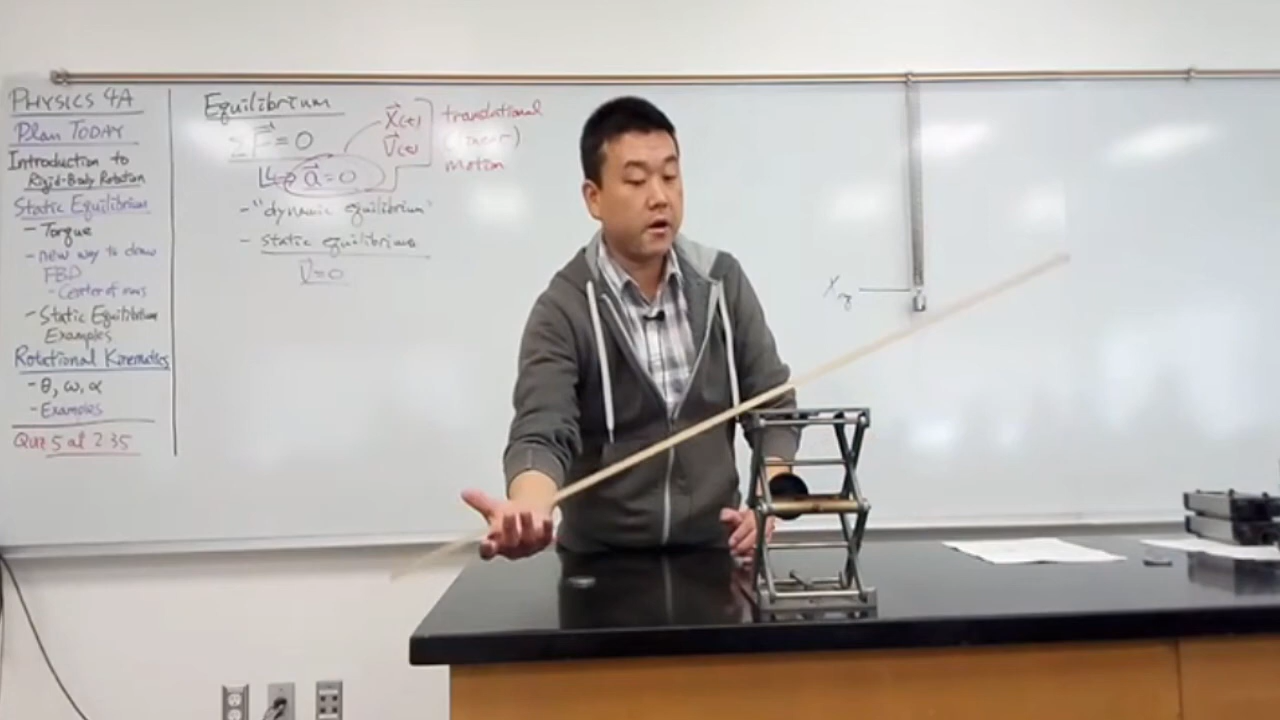 PHYSICS 4A
Plan TODAY
Introduction to
Rigid-Body Rotation
Static Equilibrium
- Torque
- new way to draw
FBD
- Center of mass
- Static Equilibrium
Examples
Rotational Kinematics
- θ, ω, α
- Examples
Quiz 5 at 2:35
Equilibrium
ΣF⃗ = 0
↳ a⃗ = 0
- "dynamic equilibrium"
- static equilibrium
v⃗ = 0
x⃗(t)
v⃗(t)
translational
(linear)
motion